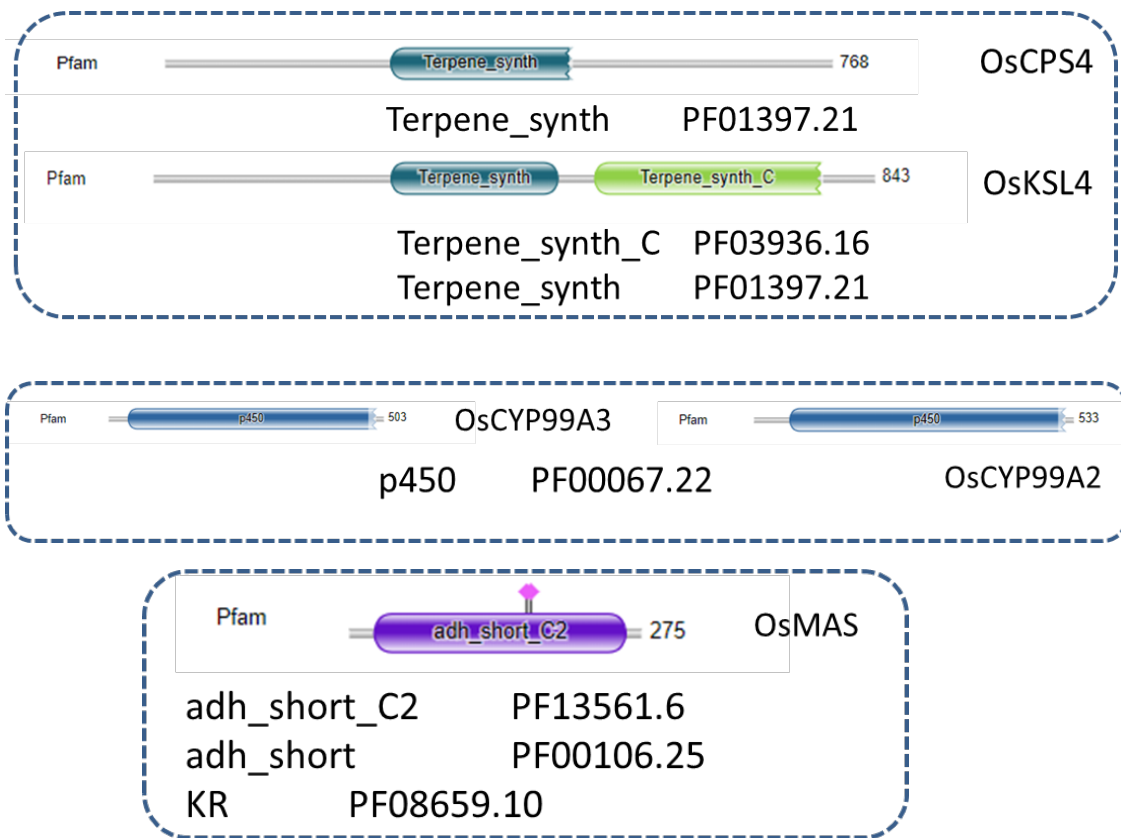 Pfam Terpene_synth 768 OsCPS4
Terpene_synth PF01397.21
Pfam Terpene_synth Terpene_synth_C 843 OsKSL4
Terpene_synth_C PF03936.16
Terpene_synth PF01397.21
Pfam p450 503 OsCYP99A3 Pfam p450 533
p450 PF00067.22 OsCYP99A2
Pfam adh_short_C2 275 OsMAS
adh_short_C2 PF13561.6
adh_short PF00106.25
KR PF08659.10